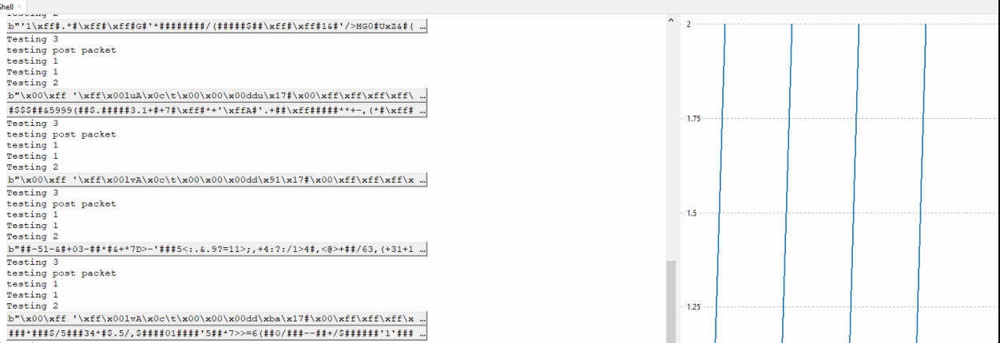 Shell ×
Testing 2
b"'1\xff#.*#\xff#\xff#G#'*########/(#####$##\xff#\xff#1&#'/>HG0#UxZ&#( …
Testing 3
testing post packet
testing 1
Testing 1
Testing 2
b"\x00\xff '\xff\x00luA\x0c\t\x00\x00\x00ddu\x17#\x00\xff\xff\xff\xff\ …
#$$$##&5999(##$.#####3.1+#+7#\xff#*+'\xffA#'.+##\xff#####**+-,(*#\xff# …
Testing 3
testing post packet
testing 1
Testing 1
Testing 2
b"\x00\xff '\xff\x00lvA\x0c\t\x00\x00\x00dd\x91\x17#\x00\xff\xff\xff\x …
Testing 3
testing post packet
testing 1
Testing 1
Testing 2
b"##-51-&#+03-##*#&+*7D>-'###5<:.&.9?=11>;,+4:?:/1>4#,<@>+##/63,(+31+1 …
Testing 3
testing post packet
testing 1
Testing 1
Testing 2
b"\x00\xff '\xff\x00lvA\x0c\t\x00\x00\x00dd\xba\x17#\x00\xff\xff\xff\x …
###*###$/5###34*#$.5/,$####01####'5##*7>>=6(##0/###--##+/$######'1'### …
2
1.75
1.5
1.25